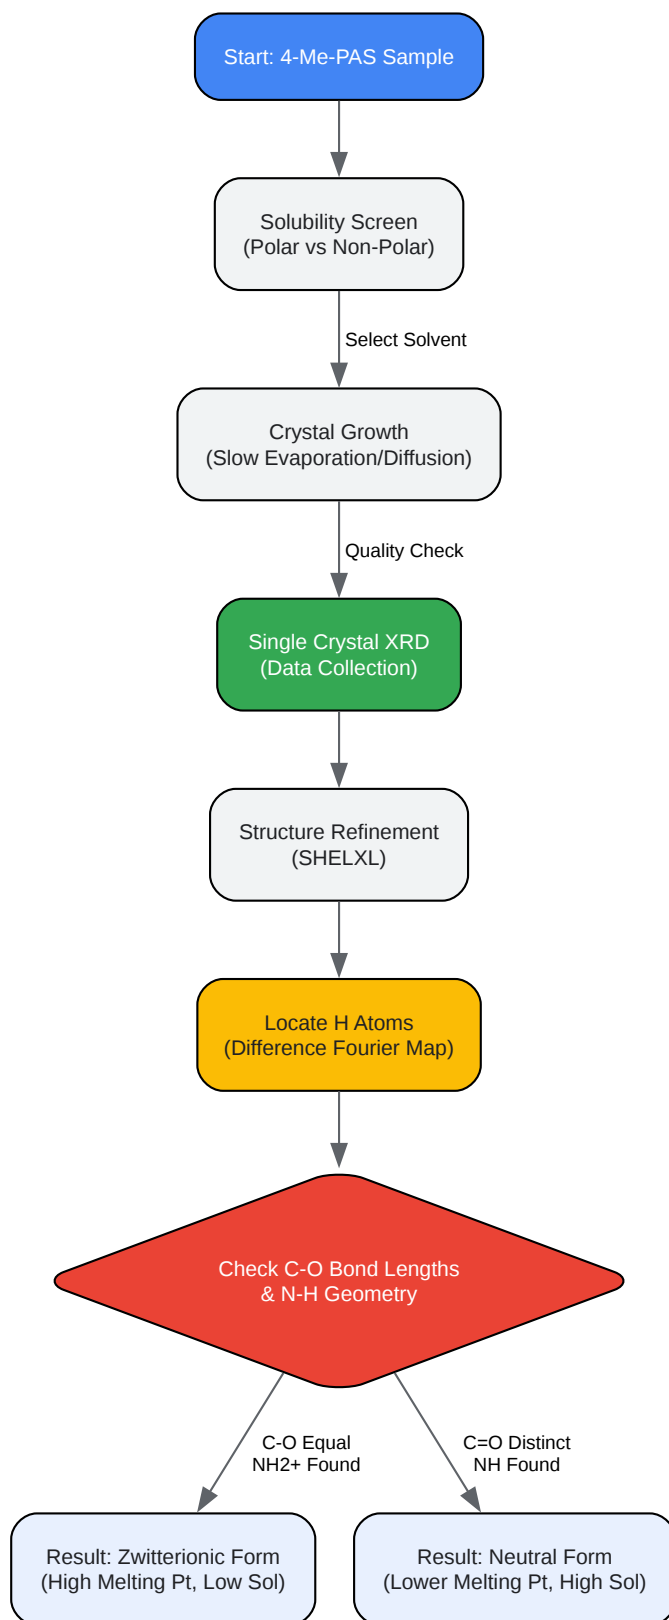 Start: 4-Me-PAS Sample
Solubility Screen
(Polar vs Non-Polar)
Select Solvent
Crystal Growth
(Slow Evaporation/Diffusion)
Quality Check
Single Crystal XRD
(Data Collection)
Structure Refinement
(SHELXL)
Locate H Atoms
(Difference Fourier Map)
Check C-O Bond Lengths
& N-H Geometry
C-O Equal
NH2+ Found
C=O Distinct
NH Found
Result: Zwitterionic Form
(High Melting Pt, Low Sol)
Result: Neutral Form
(Lower Melting Pt, High Sol)